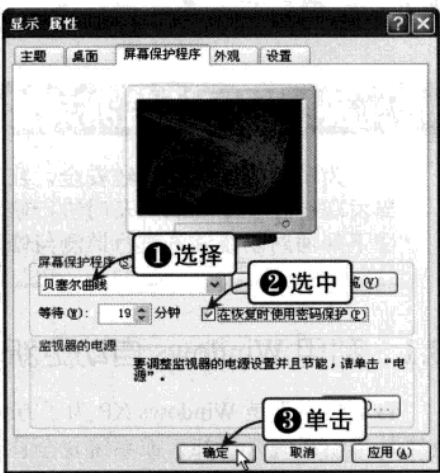 显示 属性
主题 桌面 屏幕保护程序 外观 设置
屏幕保护程序(S)
❶选择
贝塞尔曲线
❷选中
览(V)
等待(W): 19 分钟 在恢复时使用密码保护(P)
监视器的电源
要调整监视器的电源设置并且节能，请单击“电
源”。
❸单击
确定 取消 应用(A)